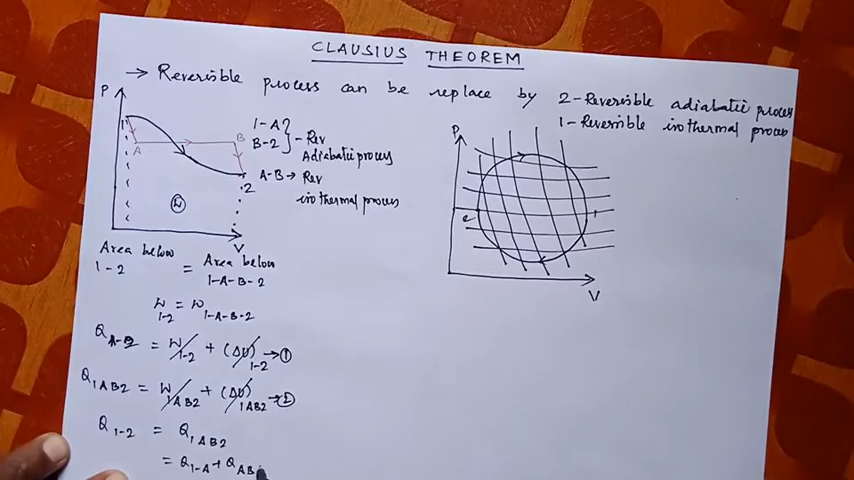 CLAUSIUS THEOREM
→ Reversible process can be replace by 2-Reversible adiabatic process
1-Reversible isothermal process
P
1
A
B
2
W
V
1-A
B-2 } - Rev
Adiabatic process
A-B → Rev
isothermal process
P
V
Area below
1-2 = Area below
1-A-B-2
W1-2 = W1-A-B-2
= W1-2 + (ΔU)1-2 → ①
Q1AB2 = W1AB2 + (ΔU)1AB2 → ②
Q1-2 = Q1AB2
= Q1-A + QAB